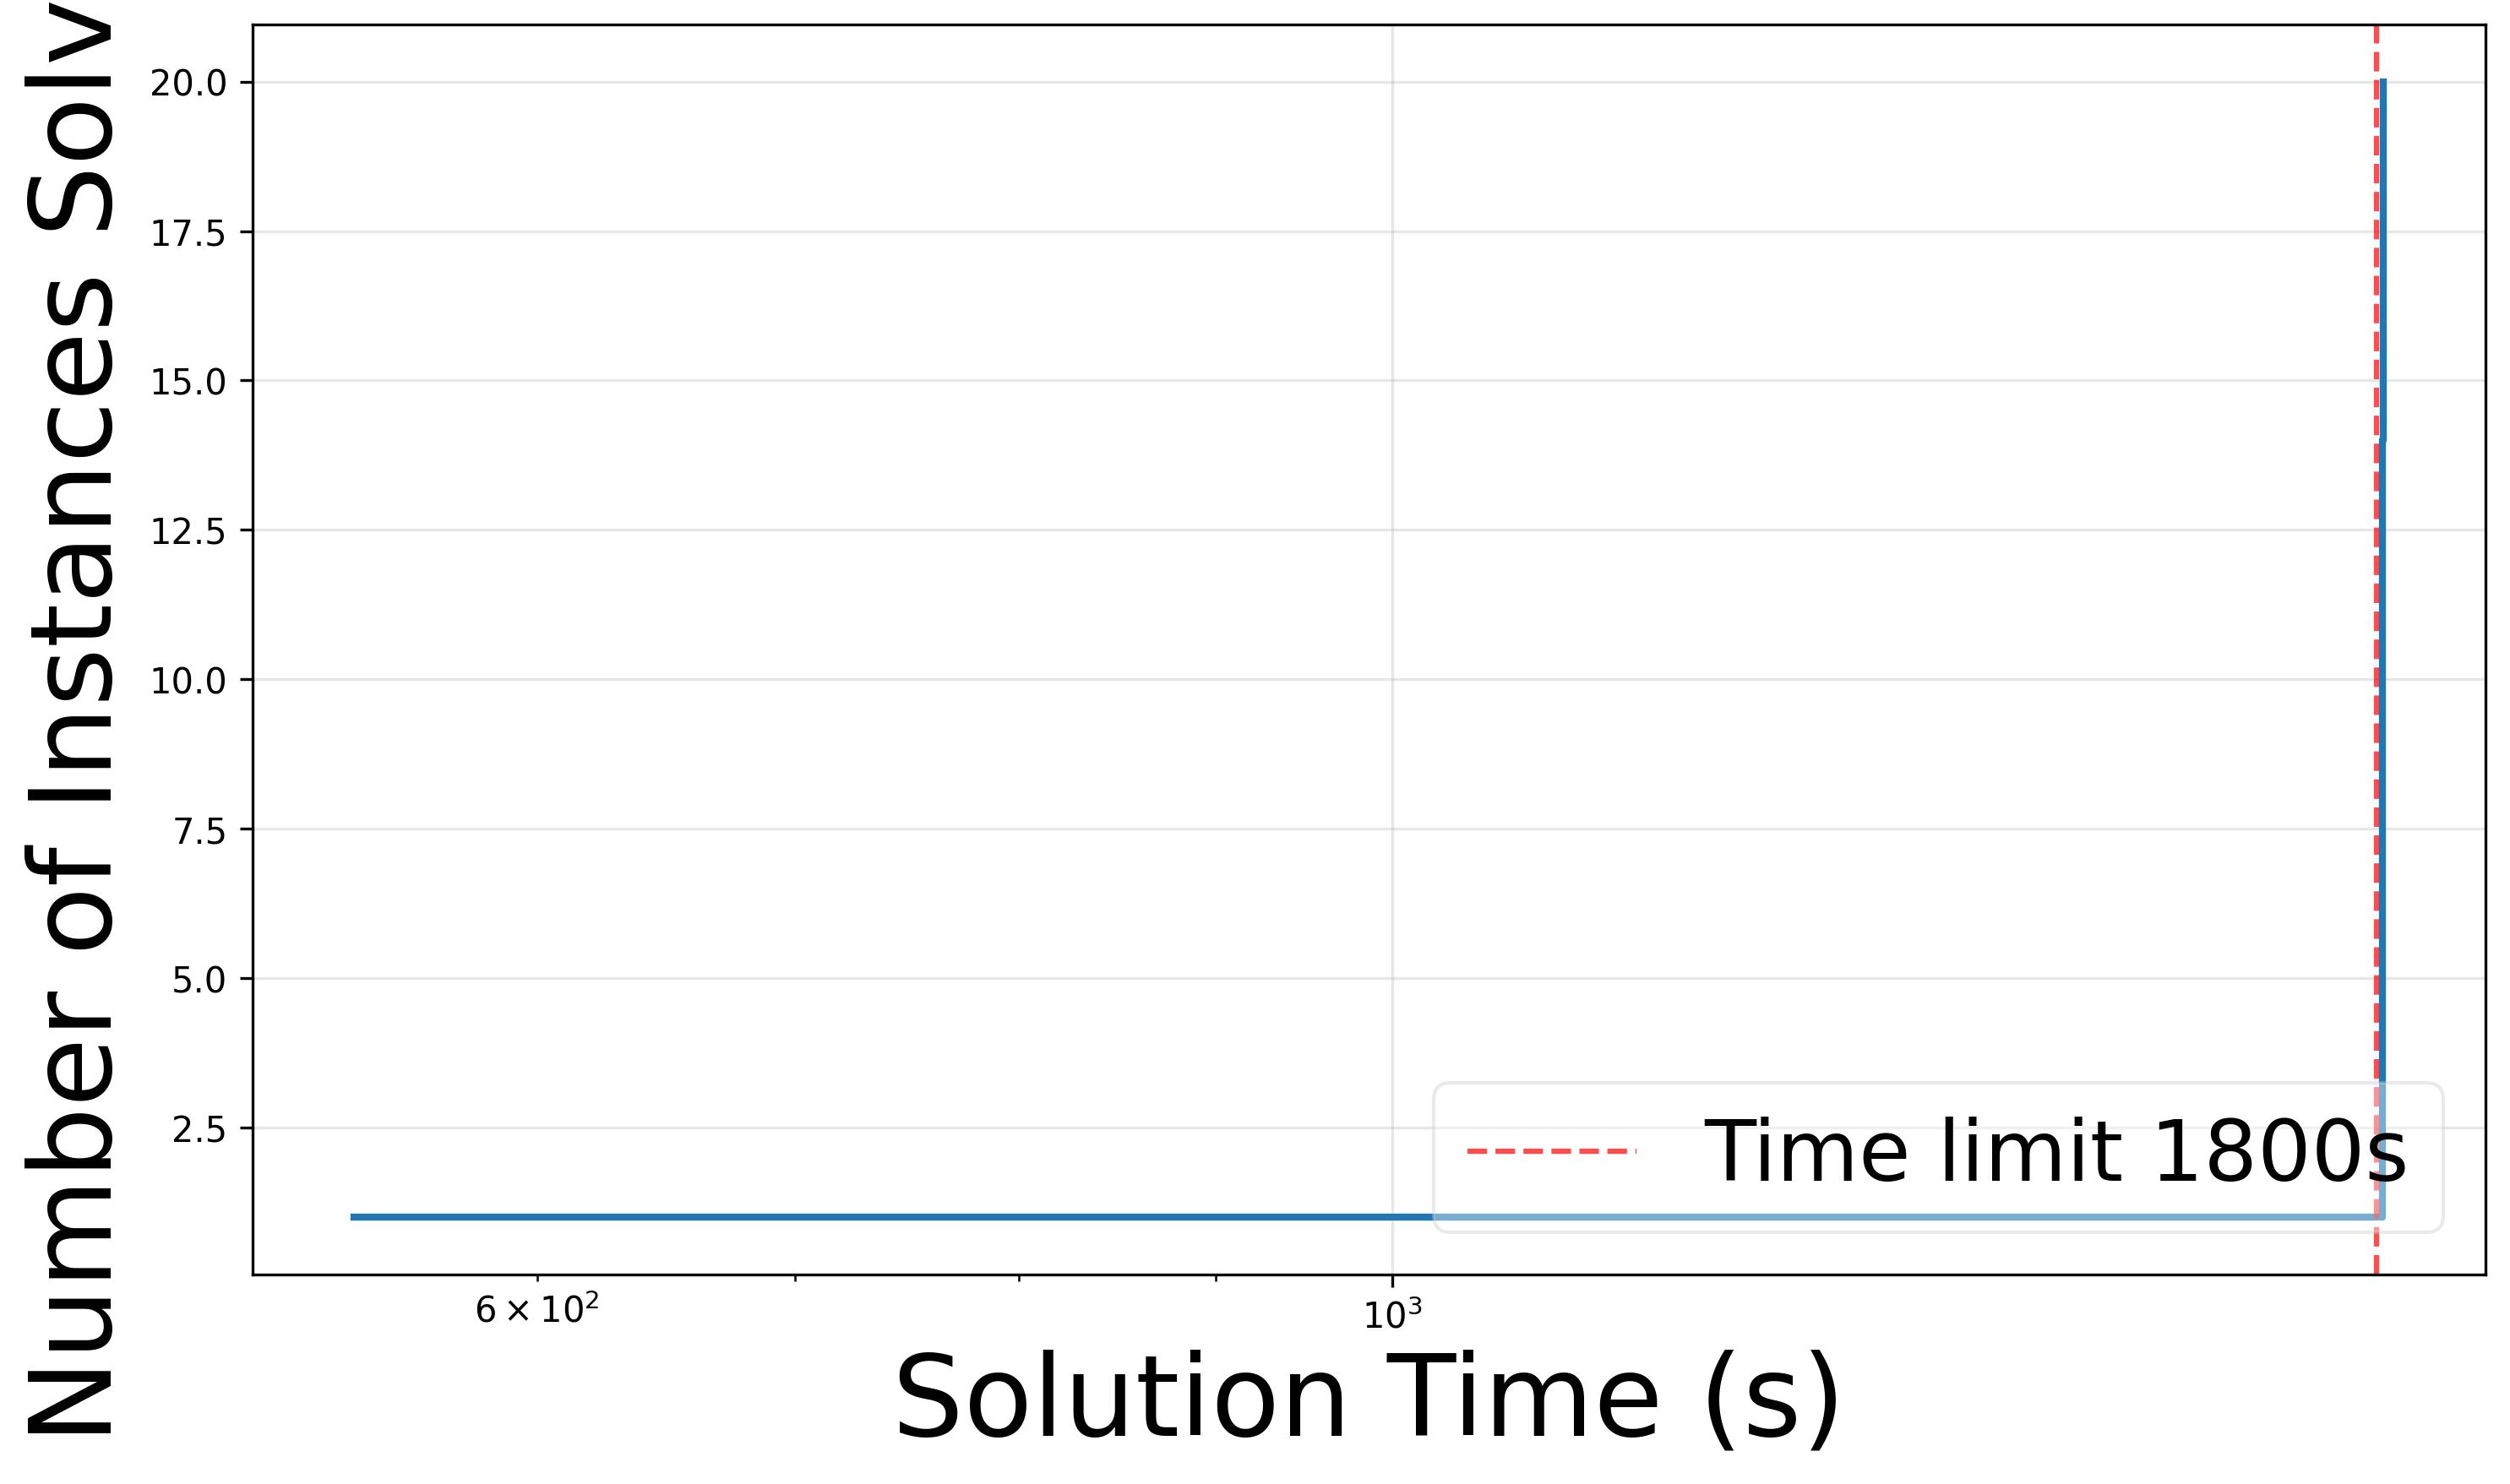 Number of Instances Solv
20.0
17.5
15.0
12.5
10.0
7.5
5.0
2.5
Time limit 1800s
6 × 10²
10³
Solution Time (s)